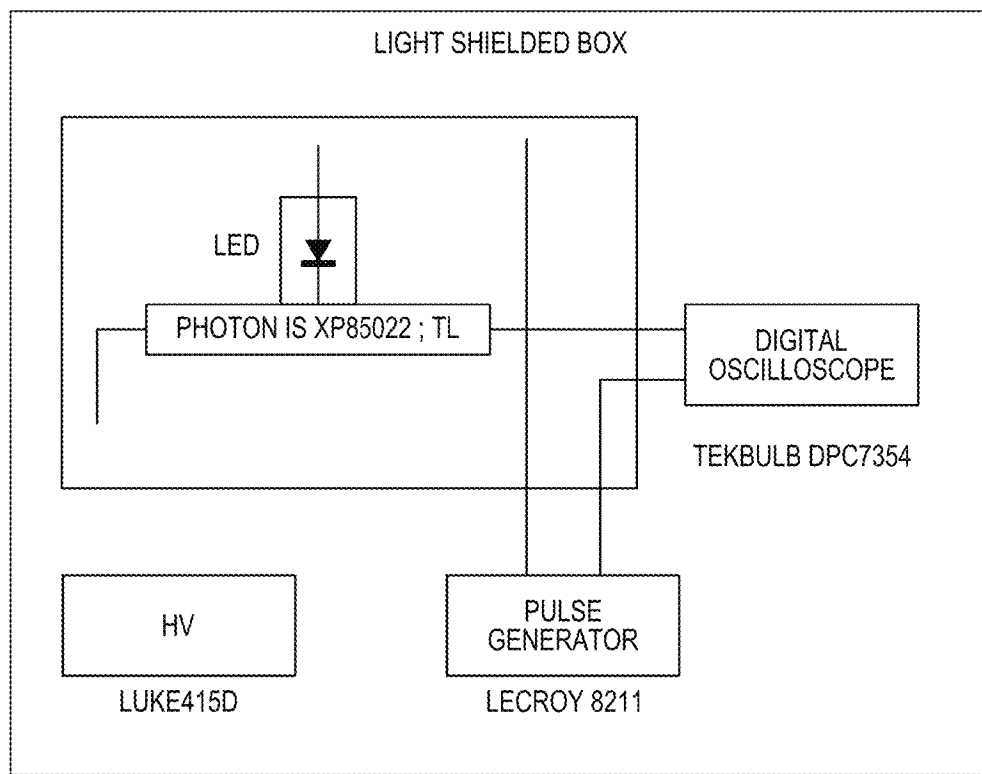 LIGHT SHIELDED BOX
LED
PHOTON IS XP85022 ; TL
DIGITAL
OSCILLOSCOPE
TEKBULB DPC7354
HV
LUKE415D
PULSE
GENERATOR
LECROY 8211